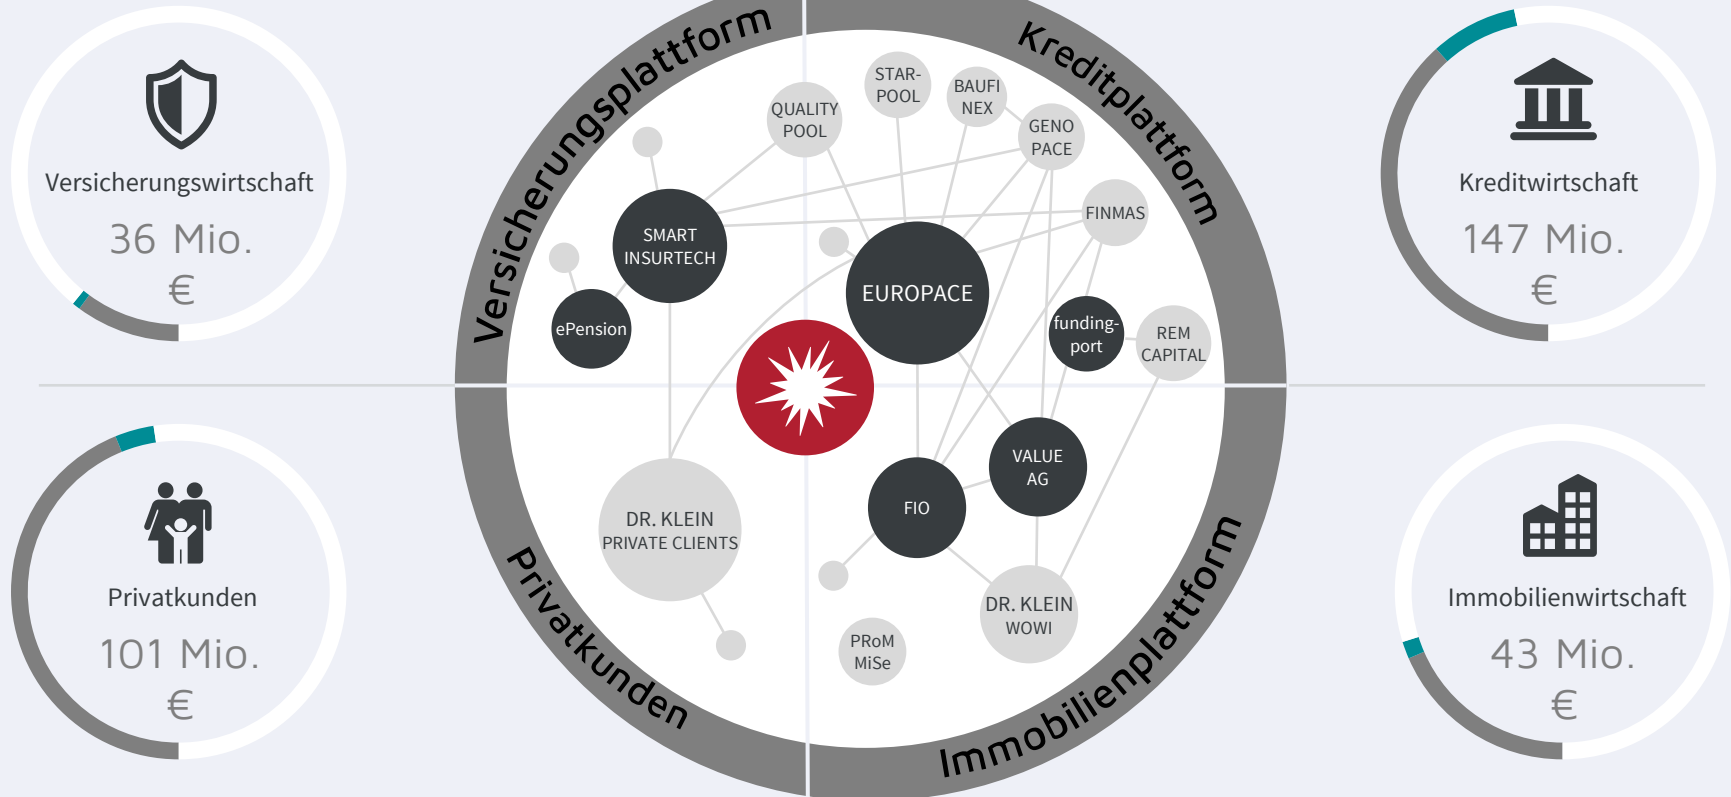 Versicherungswirtschaft
36 Mio.
€
Versicherungsplattform
Kreditplattform
STAR-
POOL
BAUFI
NEX
QUALITY
POOL
GENO
PACE
FINMAS
SMART
INSURTECH
EUROPACE
ePension
funding-
port
REM
CAPITAL
Kreditwirtschaft
147 Mio.
€
Privatkunden
101 Mio.
€
Privatkunden
Immobilienplattform
VALUE
AG
FIO
DR. KLEIN
PRIVATE CLIENTS
DR. KLEIN
WOWI
PRoM
MiSe
Immobilienwirtschaft
43 Mio.
€